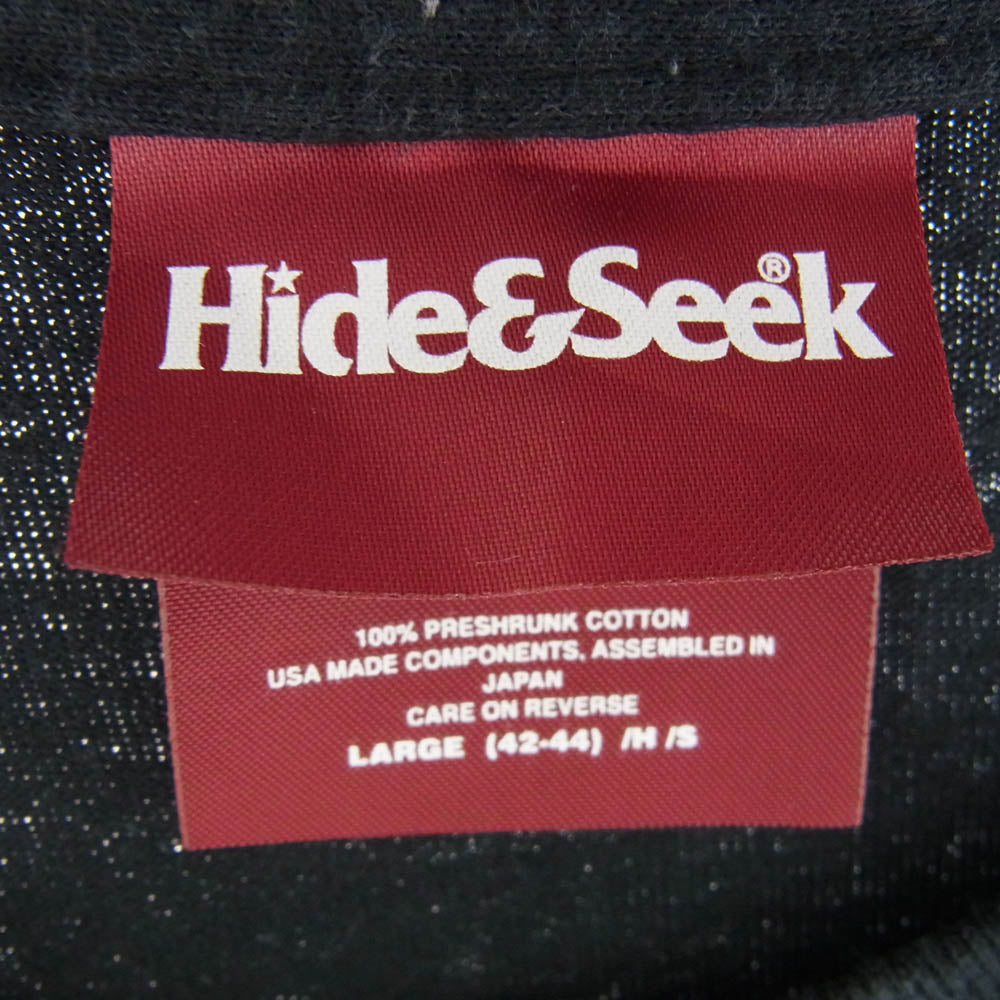 Hide&Seek®
100% PRESHRUNK COTTON
USA MADE COMPONENTS, ASSEMBLED IN
JAPAN
CARE ON REVERSE
LARGE (42-44) /H /S